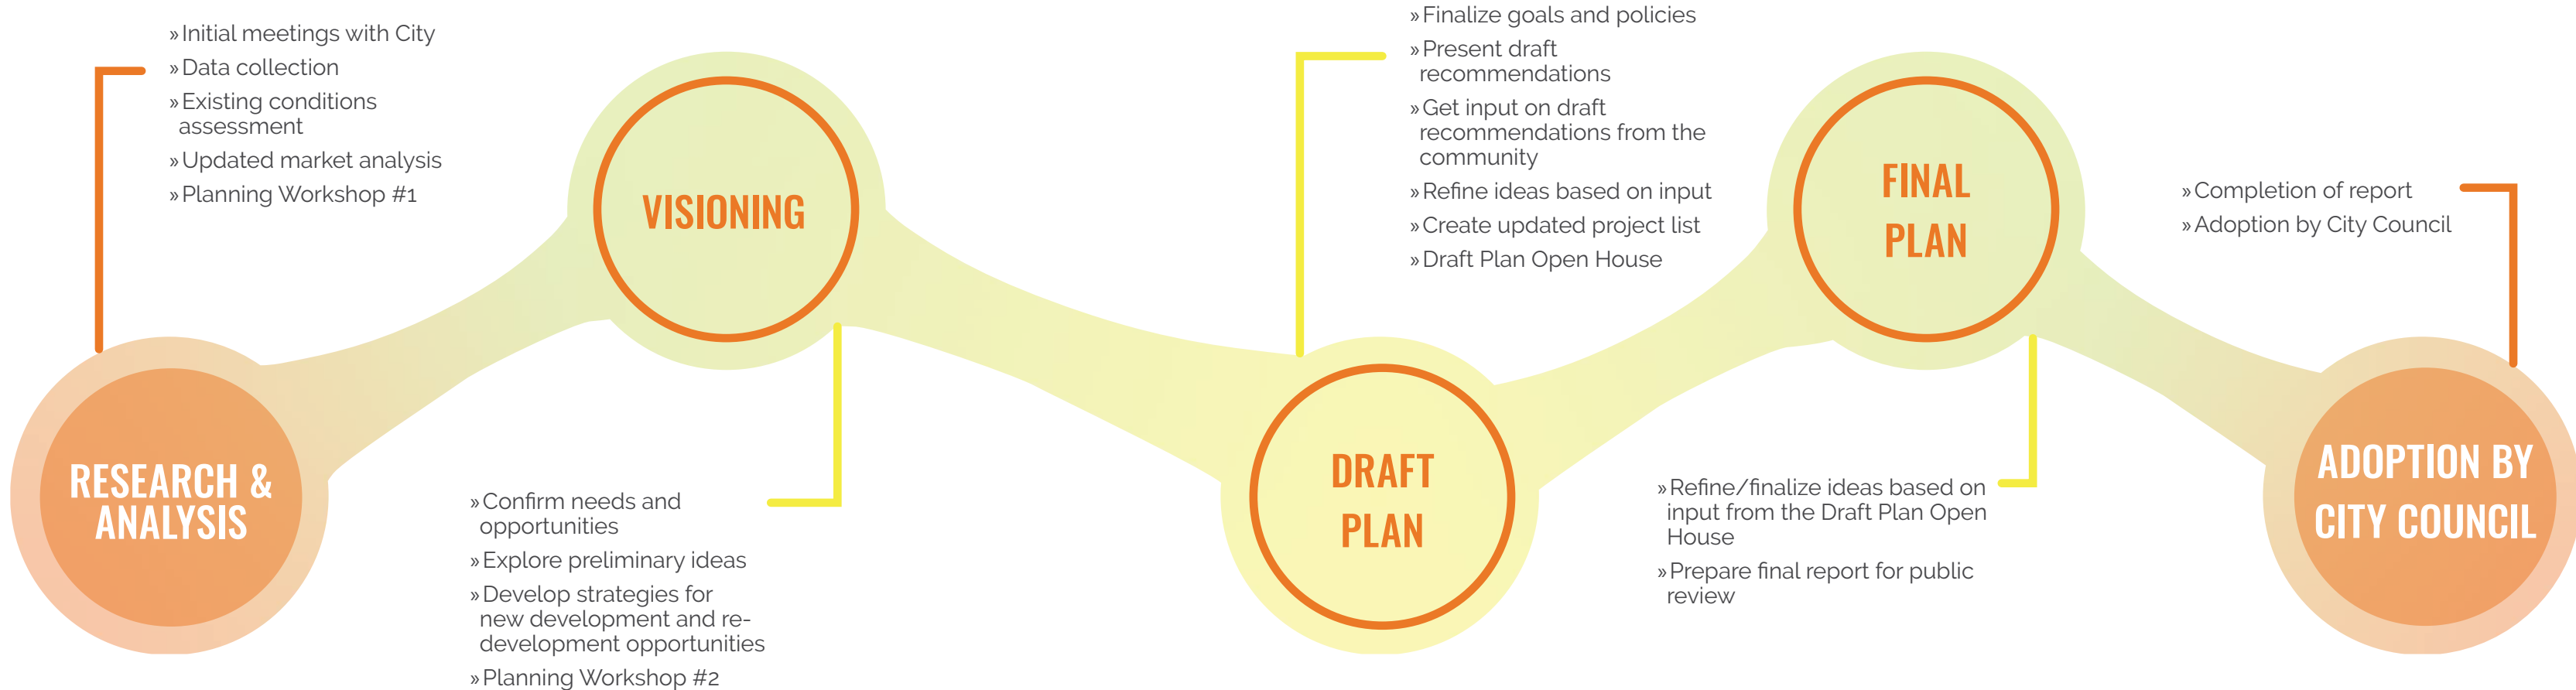 » Initial meetings with City
» Data collection
» Existing conditions
assessment
» Updated market analysis
» Planning Workshop #1
RESEARCH &
ANALYSIS
VISIONING
» Confirm needs and
opportunities
» Explore preliminary ideas
» Develop strategies for
new development and re-
development opportunities
» Planning Workshop #2
» Finalize goals and policies
» Present draft
recommendations
» Get input on draft
recommendations from the
community
» Refine ideas based on input
» Create updated project list
» Draft Plan Open House
DRAFT
PLAN
FINAL
PLAN
» Refine/finalize ideas based on
input from the Draft Plan Open
House
» Prepare final report for public
review
» Completion of report
» Adoption by City Council
ADOPTION BY
CITY COUNCIL